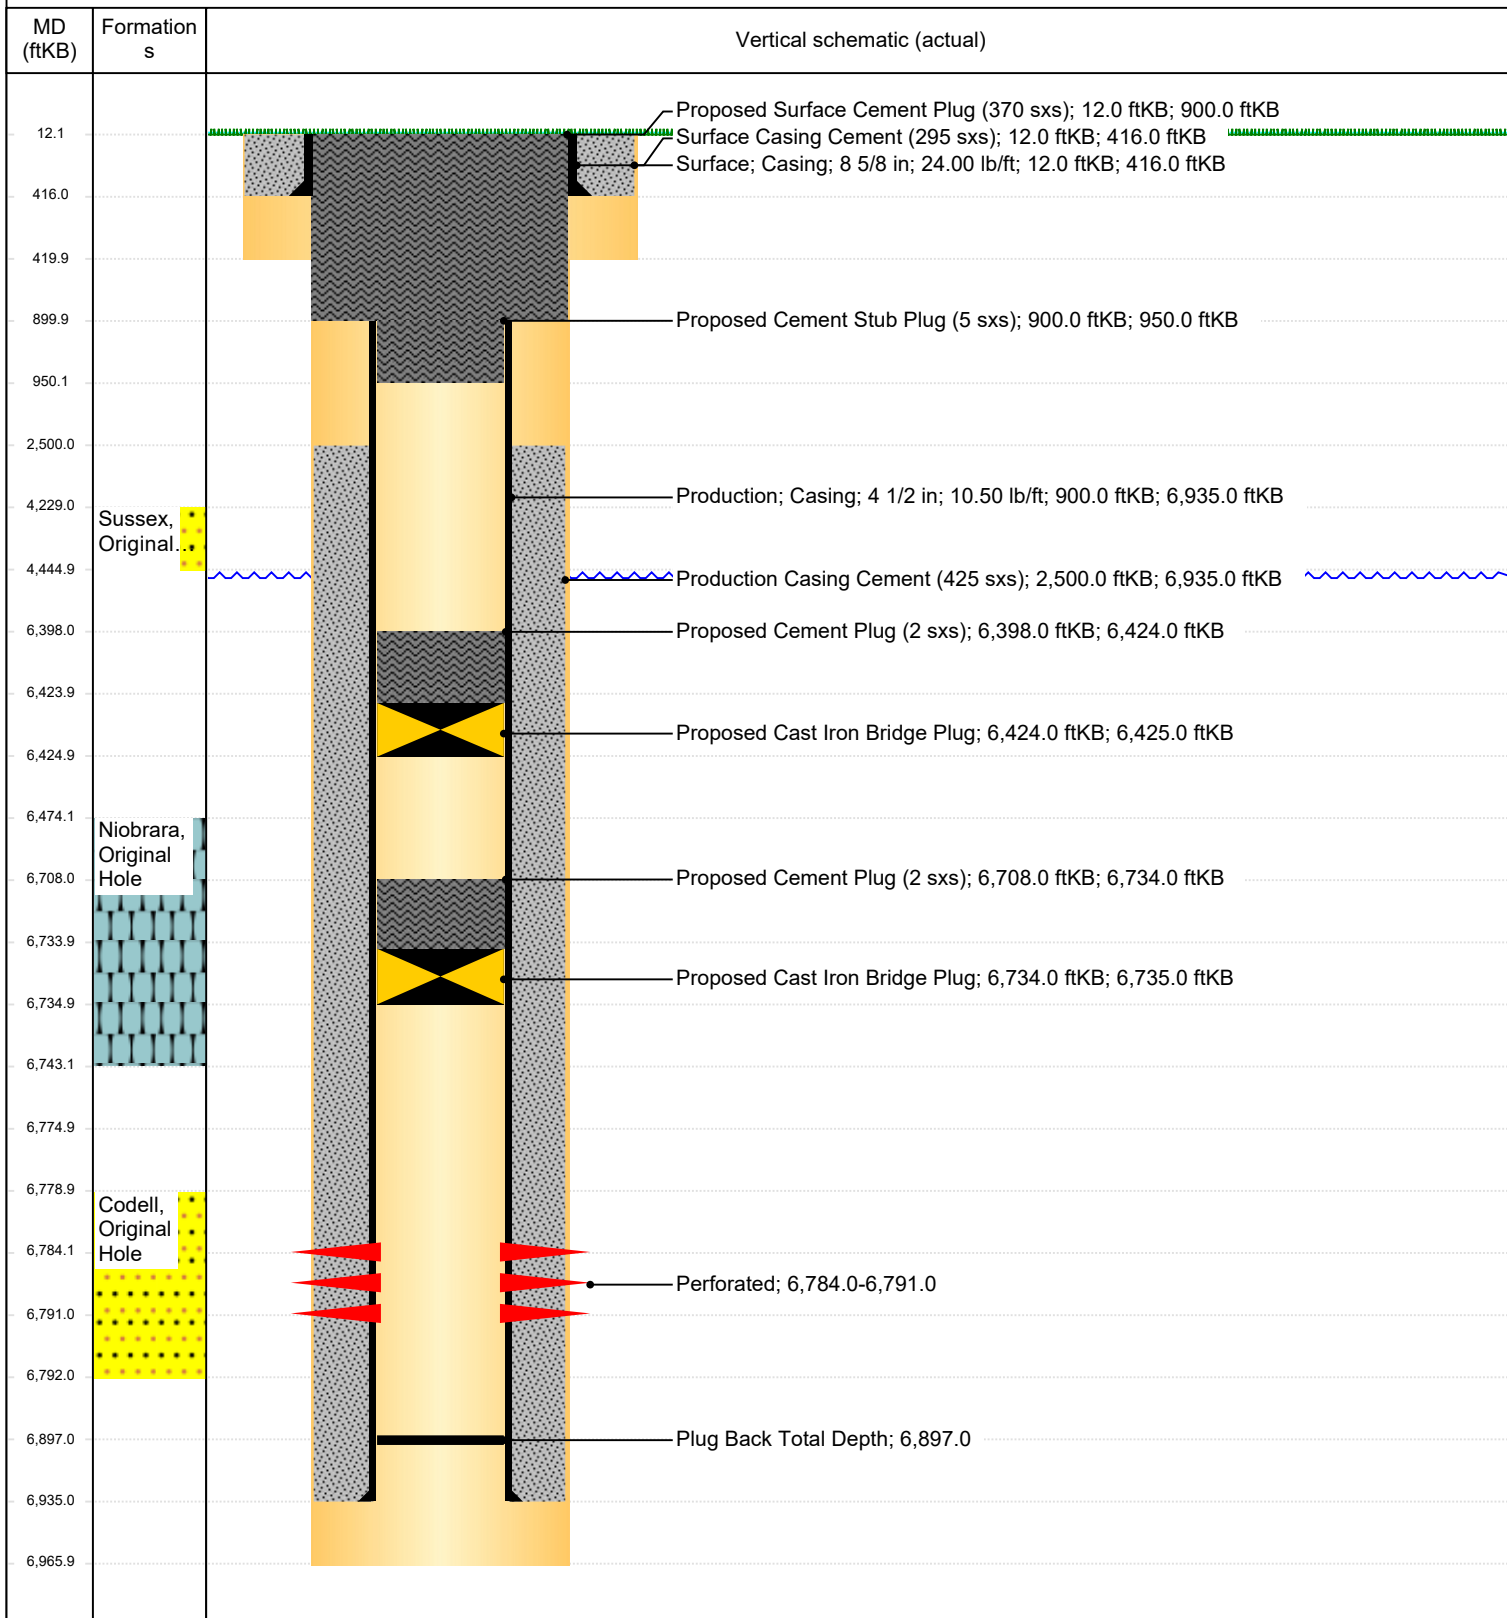 MD
(ftKB)
Formation
s
Vertical schematic (actual)
Proposed Surface Cement Plug (370 sxs); 12.0 ftKB; 900.0 ftKB
12.1
Surface Casing Cement (295 sxs); 12.0 ftKB; 416.0 ftKB
Surface; Casing; 8 5/8 in; 24.00 lb/ft; 12.0 ftKB; 416.0 ftKB
416.0
419.9
899.9
Proposed Cement Stub Plug (5 sxs); 900.0 ftKB; 950.0 ftKB
950.1
2,500.0
Production; Casing; 4 1/2 in; 10.50 lb/ft; 900.0 ftKB; 6,935.0 ftKB
4,229.0
Sussex,
Original...
4,444.9
Production Casing Cement (425 sxs); 2,500.0 ftKB; 6,935.0 ftKB
6,398.0
Proposed Cement Plug (2 sxs); 6,398.0 ftKB; 6,424.0 ftKB
6,423.9
Proposed Cast Iron Bridge Plug; 6,424.0 ftKB; 6,425.0 ftKB
6,424.9
6,474.1
Niobrara,
Original
Hole
6,708.0
Proposed Cement Plug (2 sxs); 6,708.0 ftKB; 6,734.0 ftKB
6,733.9
Proposed Cast Iron Bridge Plug; 6,734.0 ftKB; 6,735.0 ftKB
6,734.9
6,743.1
6,774.9
6,778.9
Codell,
Original
Hole
6,784.1
Perforated; 6,784.0-6,791.0
6,791.0
6,792.0
6,897.0
Plug Back Total Depth; 6,897.0
6,935.0
6,965.9